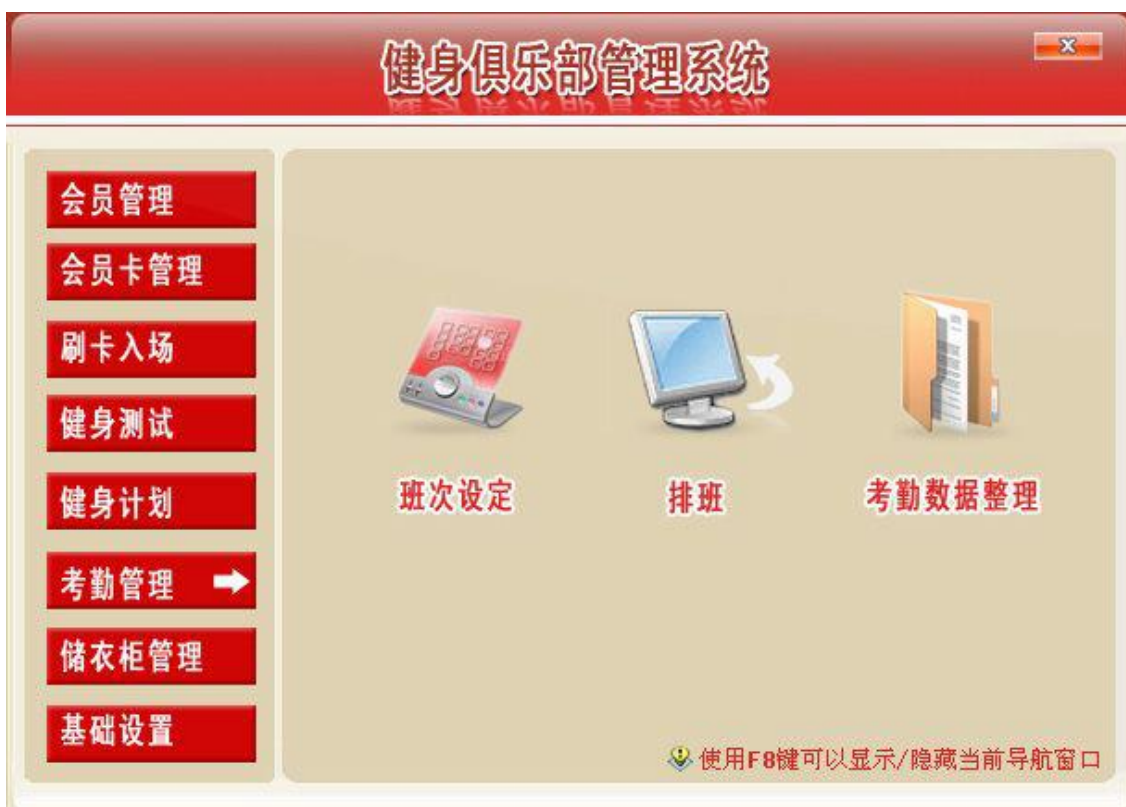 健身俱乐部管理系统
会员管理
会员卡管理
刷卡入场
健身测试
健身计划
考勤管理
储衣柜管理
基础设置
班次设定
排班
考勤数据整理
使用F8键可以显示/隐藏当前导航窗口